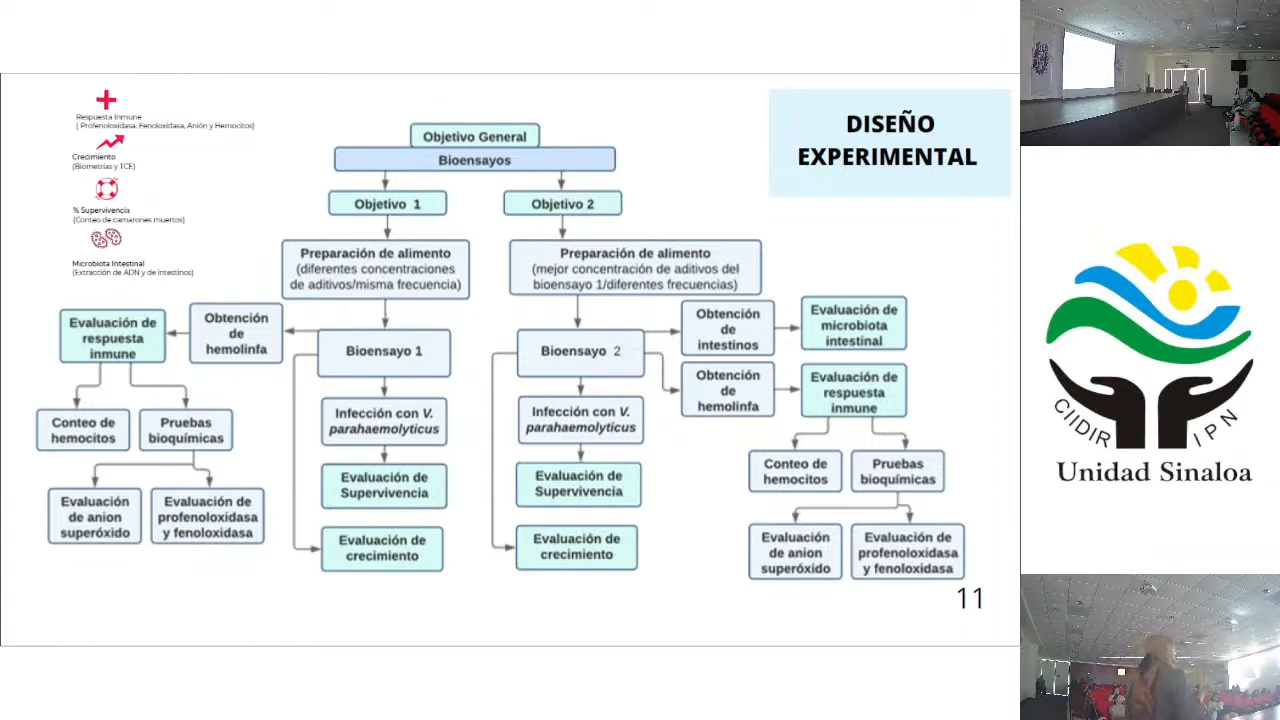 Respuesta Inmune
( Profenoloxidasa, Fenoloxidasa, Anión y Hemocitos)
Crecimiento
(Biometrías y TCE)
% Supervivencia
(Conteo de camarones muertos)
Microbiota Intestinal
(Extracción de ADN y de intestinos)
DISEÑO
EXPERIMENTAL
Objetivo General
Bioensayos
Objetivo 1
Objetivo 2
Preparación de alimento
(diferentes concentraciones
de aditivos/misma frecuencia)
Preparación de alimento
(mejor concentración de aditivos del
bioensayo 1/diferentes frecuencias)
Evaluación de
respuesta
inmune
Obtención
de
hemolinfa
Bioensayo 1
Bioensayo 2
Obtención
de
intestinos
Evaluación de
microbiota
intestinal
Obtención
de
hemolinfa
Evaluación de
respuesta
inmune
Conteo de
hemocitos
Pruebas
bioquímicas
Infección con V.
parahaemolyticus
Infección con V.
parahaemolyticus
Conteo de
hemocitos
Pruebas
bioquímicas
Evaluación
de anion
superóxido
Evaluación de
profenoloxidasa
y fenoloxidasa
Evaluación de
Supervivencia
Evaluación de
Supervivencia
Evaluación de
crecimiento
Evaluación de
crecimiento
Evaluación
de anion
superóxido
Evaluación de
profenoloxidasa
y fenoloxidasa
11
CIIDIR IPN
Unidad Sinaloa